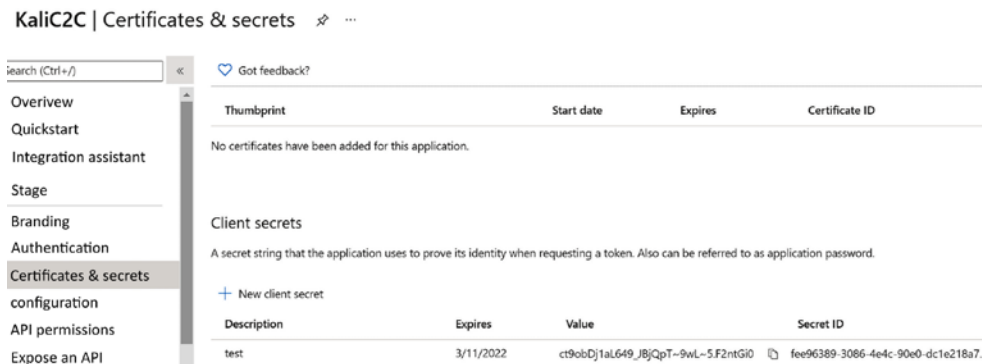 KaliC2C | Certificates & secrets
Search (Ctrl+/)
«
Got feedback?
Overivew
Quickstart
Integration assistant
Stage
Branding
Authentication
Certificates & secrets
configuration
API permissions
Expose an API
Thumbprint Start date Expires Certificate ID
No certificates have been added for this application.
Client secrets
A secret string that the application uses to prove its identity when requesting a token. Also can be referred to as application password.
+ New client secret
Description Expires Value Secret ID
test 3/11/2022 ct9obDj1aL649_JBjQpT~9wL~5.F2ntGi0 fee96389-3086-4e4c-90e0-dc1e218a7.